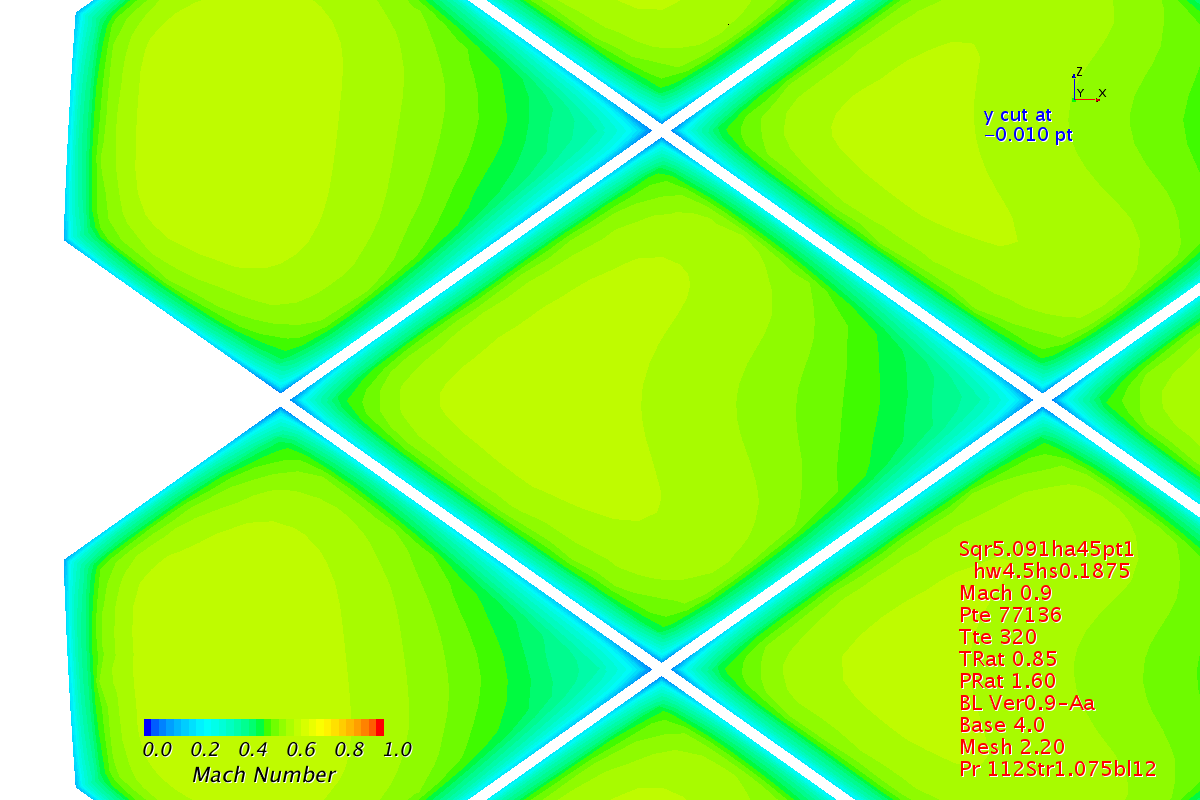 Z
Y X
y cut at
−0.010 pt
Sqr5.091ha45pt1
hw4.5hs0.1875
Mach 0.9
Pte 77136
Tte 320
TRat 0.85
PRat 1.60
BL Ver0.9−Aa
Base 4.0
Mesh 2.20
Pr 112Str1.075bl12
0.0 0.2 0.4 0.6 0.8 1.0
Mach Number